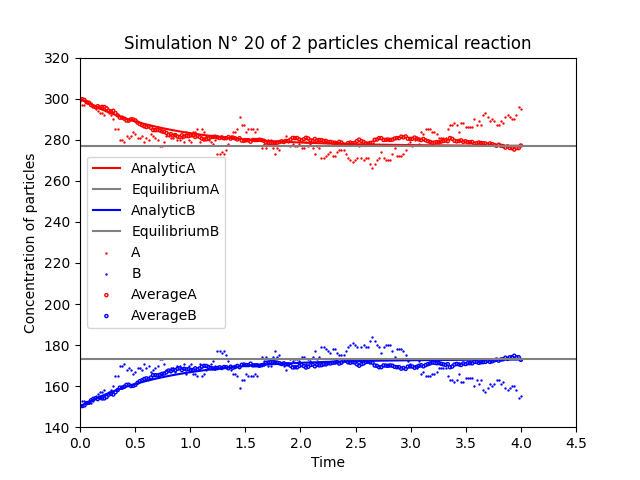 Simulation N° 20 of 2 particles chemical reaction
Concentration of particles
320
300
280
260
240
220
200
180
160
140
AnalyticA
EquilibriumA
AnalyticB
EquilibriumB
A
B
AverageA
AverageB
0.0 0.5 1.0 1.5 2.0 2.5 3.0 3.5 4.0 4.5
Time